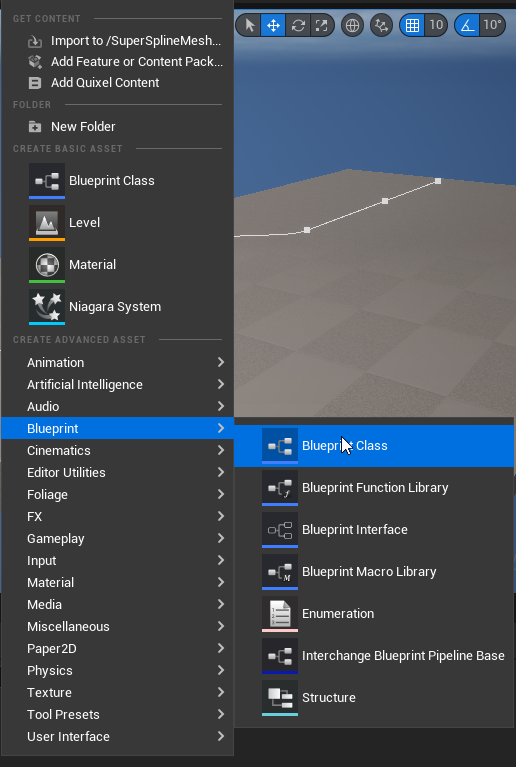 GET CONTENT
Import to /SuperSplineMesh...
Add Feature or Content Pack...
Add Quixel Content
FOLDER
New Folder
CREATE BASIC ASSET
Blueprint Class
Level
Material
Niagara System
CREATE ADVANCED ASSET
Animation
Artificial Intelligence
Audio
Blueprint
Cinematics
Editor Utilities
Foliage
FX
Gameplay
Input
Material
Media
Miscellaneous
Paper2D
Physics
Texture
Tool Presets
User Interface
10
10°
Blueprint Class
Blueprint Function Library
Blueprint Interface
Blueprint Macro Library
Enumeration
Interchange Blueprint Pipeline Base
Structure